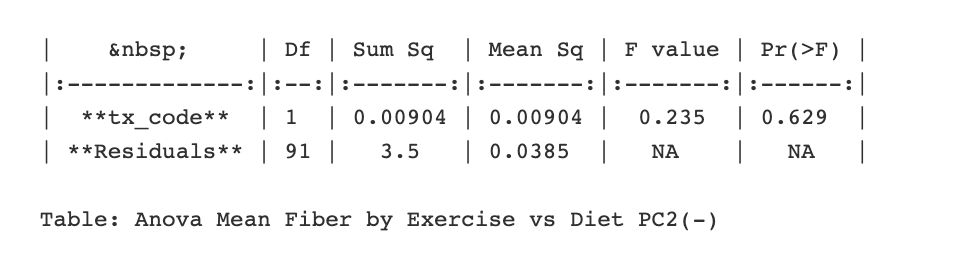 |     &nbsp;      | Df | Sum Sq  | Mean Sq | F value | Pr(>F) |
|:-------------:|:--:|:-------:|:-------:|:-------:|:------:|
|  **tx_code**  | 1  | 0.00904 | 0.00904 |  0.235  | 0.629  |
| **Residuals** | 91 |   3.5   | 0.0385  |   NA    |   NA   |
Table: Anova Mean Fiber by Exercise vs Diet PC2(-)